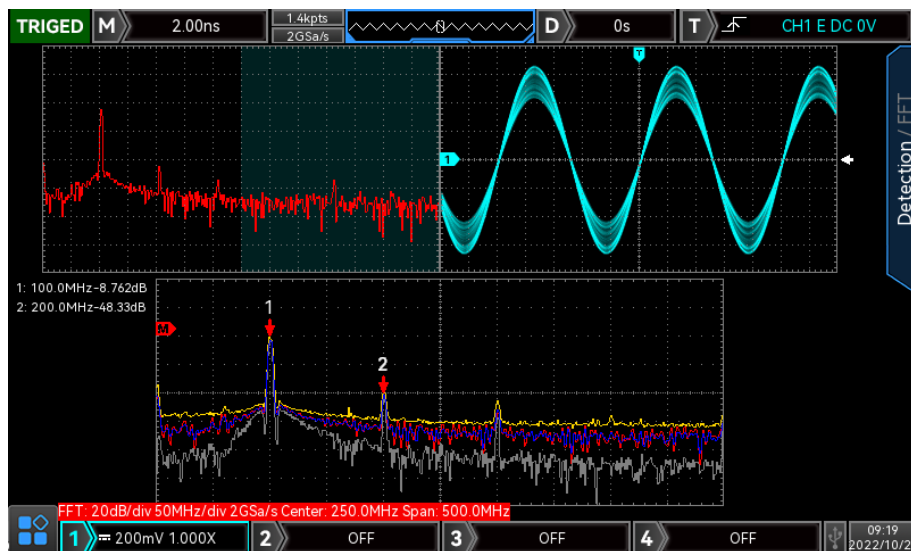 TRIGED M 2.00ns 1.4kpts D 0s T CH1 E DC 0V
2GSa/s
T
1
Detection / FFT
1: 100.0MHz-8.762dB
2: 200.0MHz-48.33dB
M
1
2
FFT: 20dB/div 50MHz/div 2GSa/s Center: 250.0MHz Span: 500.0MHz
1 200mV 1.000X 2 OFF 3 OFF 4 OFF 09:19
2022/10/2